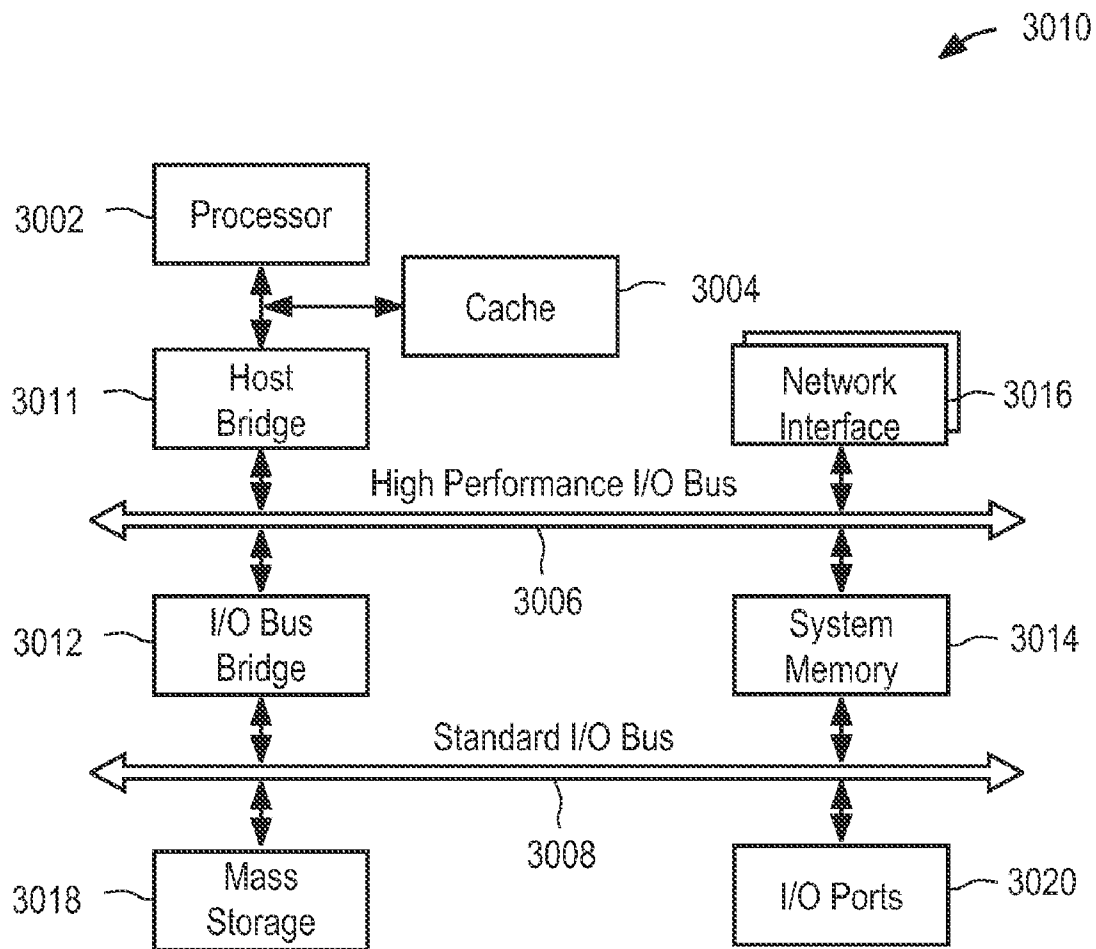 3010
3002
Processor
Cache
3004
3011
Host
Bridge
Network
Interface
3016
High Performance I/O Bus
3006
3012
I/O Bus
Bridge
System
Memory
3014
Standard I/O Bus
3008
3018
Mass
Storage
I/O Ports
3020